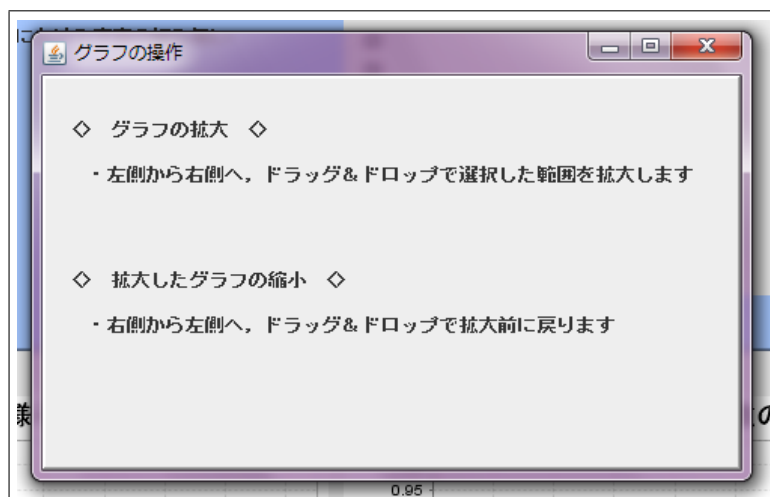 グラフの操作
◇ グラフの拡大 ◇
・左側から右側へ，ドラッグ＆ドロップで選択した範囲を拡大します
◇ 拡大したグラフの縮小 ◇
・右側から左側へ，ドラッグ＆ドロップで拡大前に戻ります
様
の
0.95